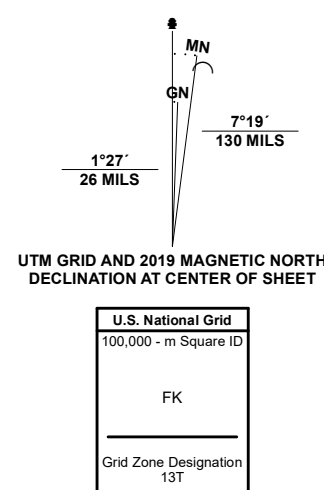 MN
GN
7°19´
130 MILS
1°27´
26 MILS
UTM GRID AND 2019 MAGNETIC NORTH
DECLINATION AT CENTER OF SHEET
U.S. National Grid
100,000 - m Square ID
FK
Grid Zone Designation
13T